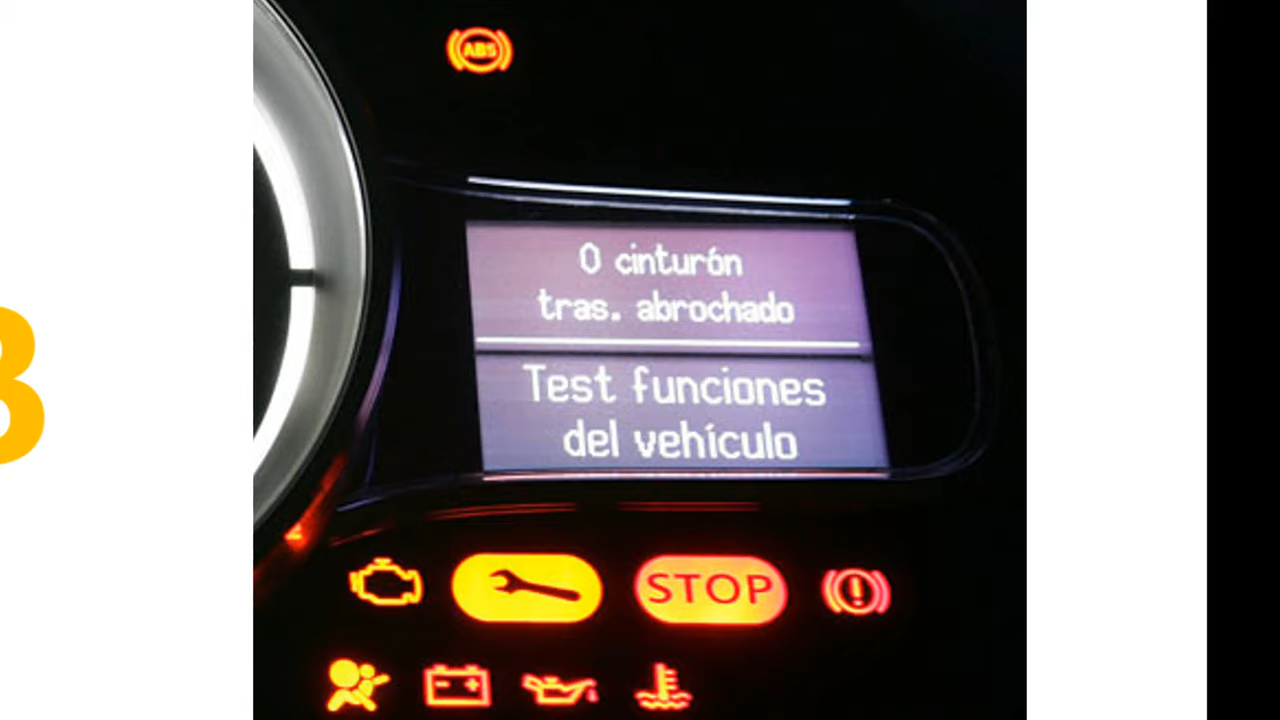 ABS
0 cinturón
tras. abrochado
Test funciones
del vehículo
STOP